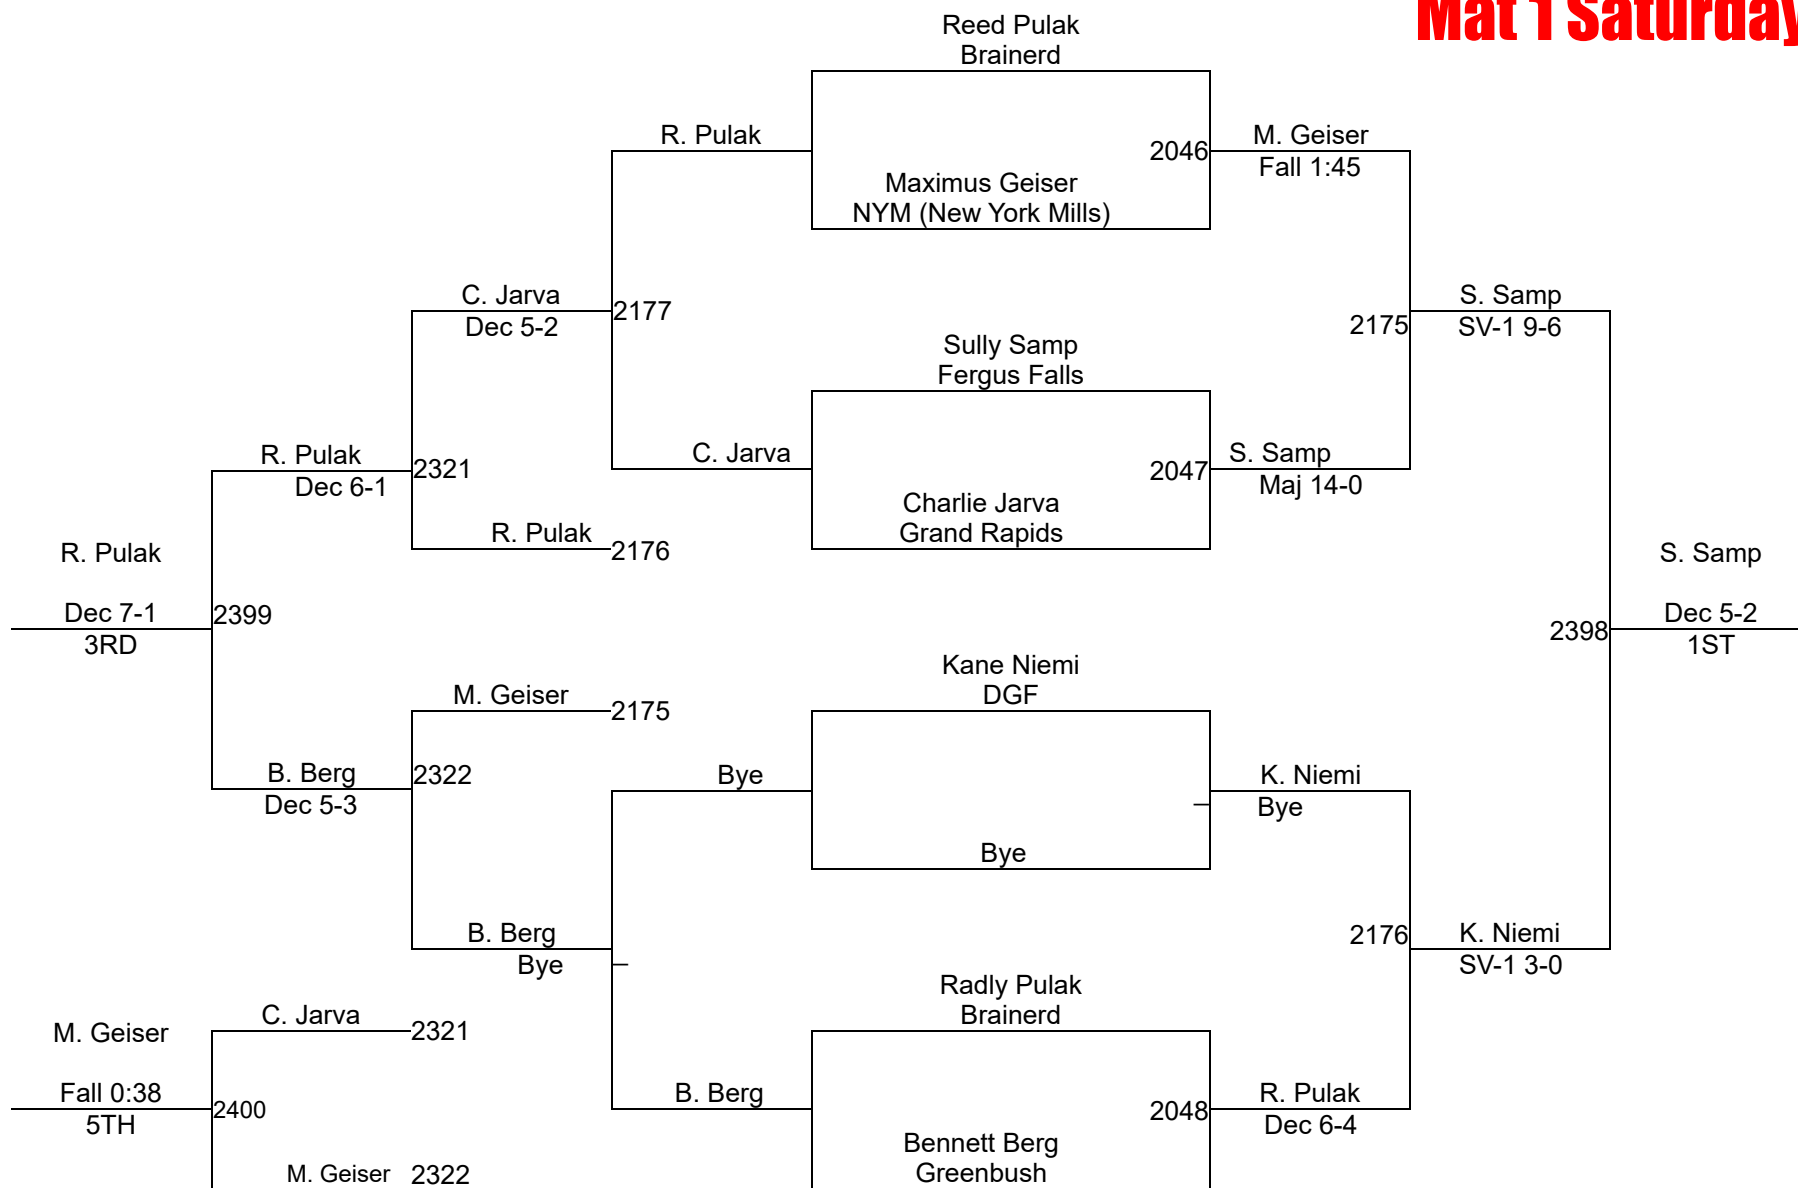 Mat 1 Saturday
Reed Pulak
Brainerd
R. Pulak
2046
M. Geiser
Fall 1:45
Maximus Geiser
NYM (New York Mills)
C. Jarva
Dec 5-2
2177
2175
S. Samp
SV-1 9-6
Sully Samp
Fergus Falls
R. Pulak
Dec 6-1
2321
C. Jarva
2047
S. Samp
Maj 14-0
Charlie Jarva
Grand Rapids
R. Pulak
2176
R. Pulak
Dec 7-1
3RD
2399
S. Samp
2398
Dec 5-2
1ST
Kane Niemi
DGF
M. Geiser
2175
B. Berg
Dec 5-3
2322
Bye
K. Niemi
Bye
Bye
B. Berg
Bye
2176
K. Niemi
SV-1 3-0
Radly Pulak
Brainerd
M. Geiser
Fall 0:38
5TH
C. Jarva
2321
2400
B. Berg
2048
R. Pulak
Dec 6-4
Bennett Berg
Greenbush
M. Geiser
2322